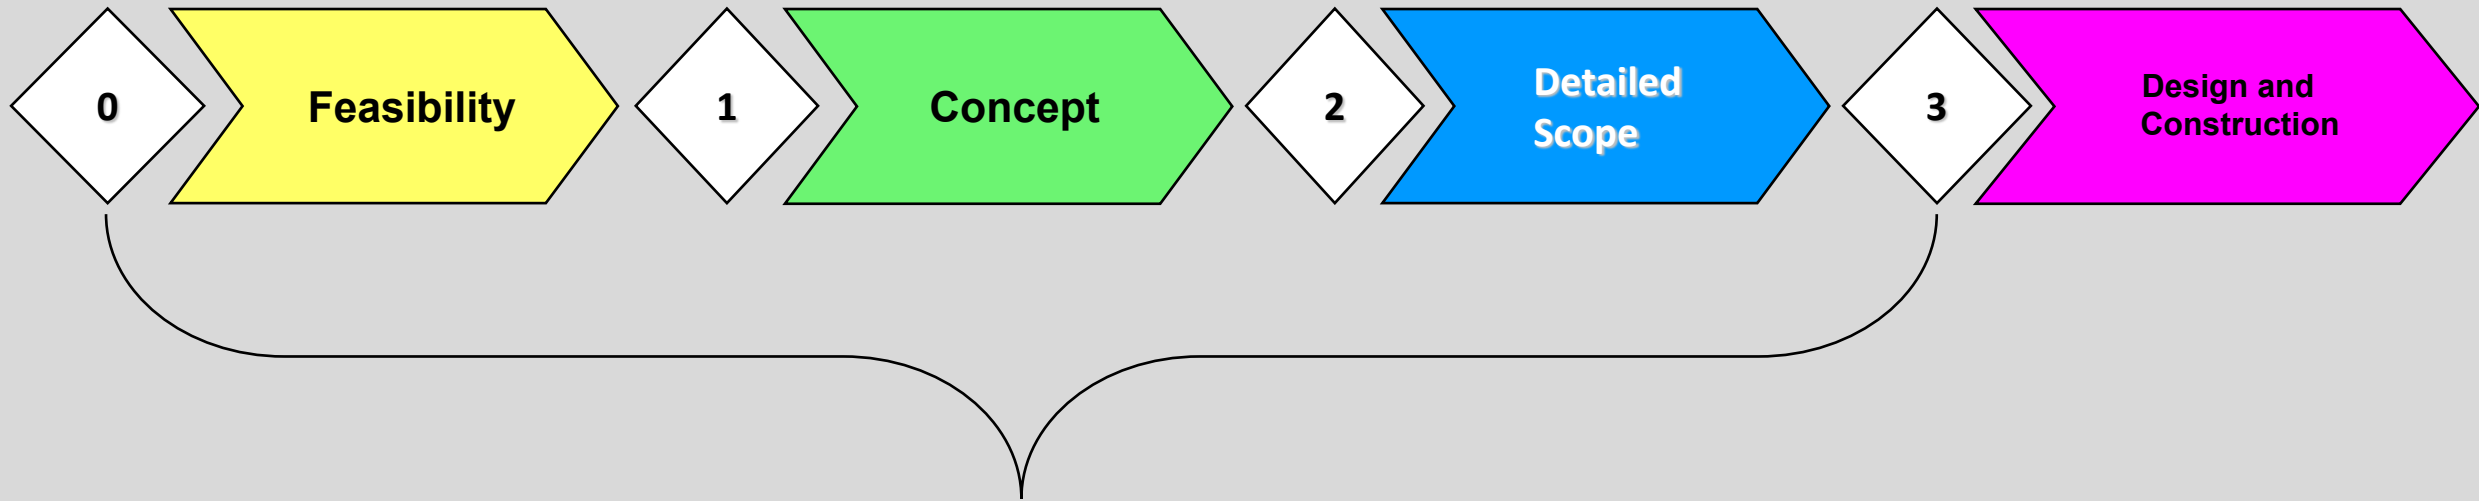 0
Feasibility
1
Concept
2
Detailed
Scope
3
Design and
Construction